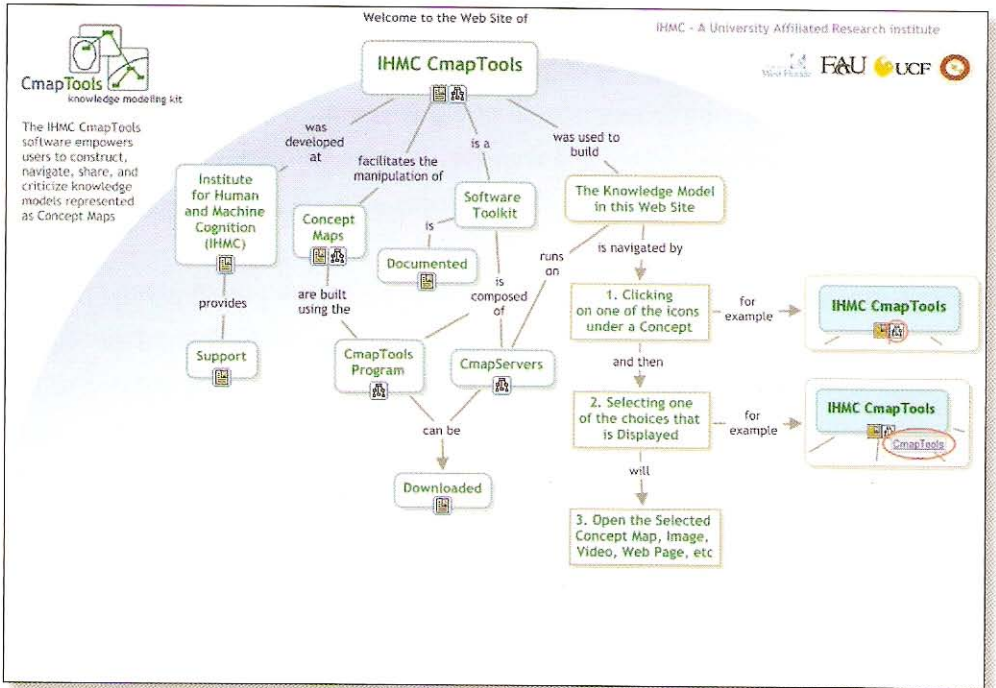 Welcome to the Web Site of
IHMC - A University Affiliated Research institute
IHMC CmapTools
West Florida
FAU
UCF
CmapTools
knowledge modeling kit
The IHMC CmapTools
software empowers
users to construct,
navigate, share, and
criticize knowledge
models represented
as Concept Maps
was
developed
at
facilitates the
manipulation of
is a
was used to
build
Institute
for Human
and Machine
Cognition
(IHMC)
Concept
Maps
Software
Toolkit
The Knowledge Model
in this Web Site
is
Documented
runs
on
is navigated by
provides
are built
using the
is
composed
of
1. Clicking
on one of the icons
under a Concept
for
example
IHMC CmapTools
Support
CmapTools
Program
CmapServers
and then
2. Selecting one
of the choices that
is Displayed
for
example
IHMC CmapTools
CmapTools
can be
will
Downloaded
3. Open the Selected
Concept Map, Image,
Video, Web Page, etc